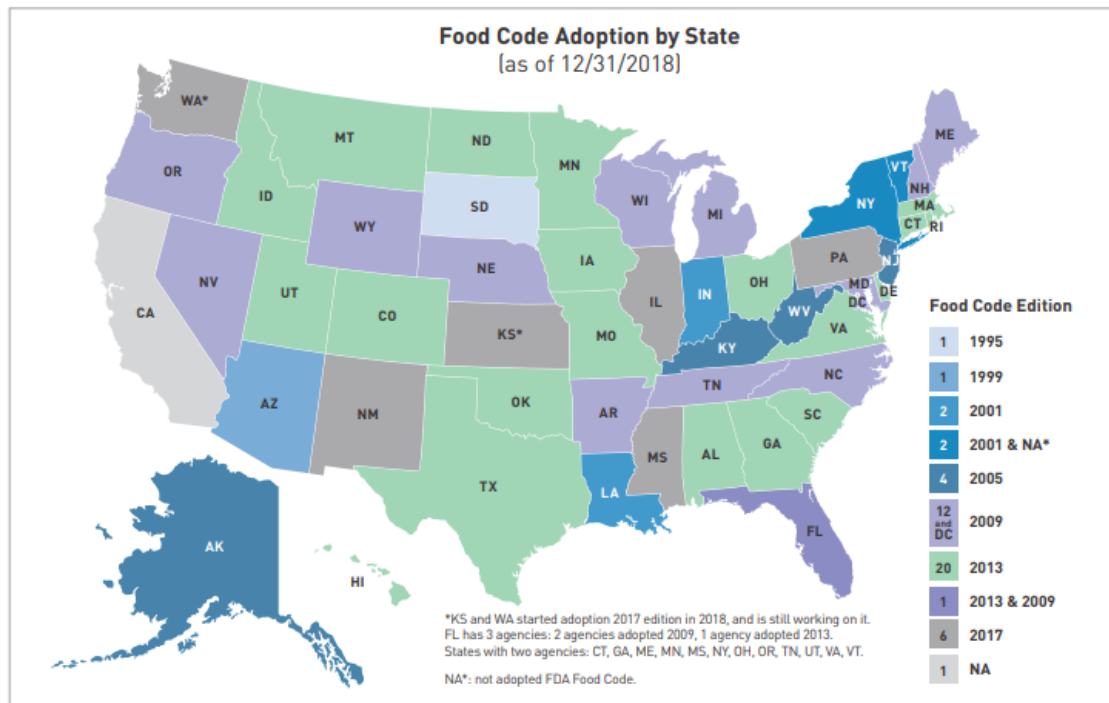 Food Code Adoption by State
(as of 12/31/2018)
WA*
OR
CA
NV
ID
MT
WY
UT
AZ
CO
NM
ND
SD
NE
KS*
OK
TX
MN
IA
MO
AR
LA
WI
IL
MS
MI
IN
KY
TN
AL
OH
WV
GA
FL
SC
NC
VA
PA
NY
VT
NH
ME
MA
CT
RI
NJ
MD
DC
DE
AK
HI
Food Code Edition
1 1995
1 1999
2 2001
2 2001 & NA*
4 2005
12 and DC 2009
20 2013
1 2013 & 2009
6 2017
1 NA
*KS and WA started adoption 2017 edition in 2018, and is still working on it.
FL has 3 agencies: 2 agencies adopted 2009, 1 agency adopted 2013.
States with two agencies: CT, GA, ME, MN, MS, NY, OH, OR, TN, UT, VA, VT.
NA*: not adopted FDA Food Code.